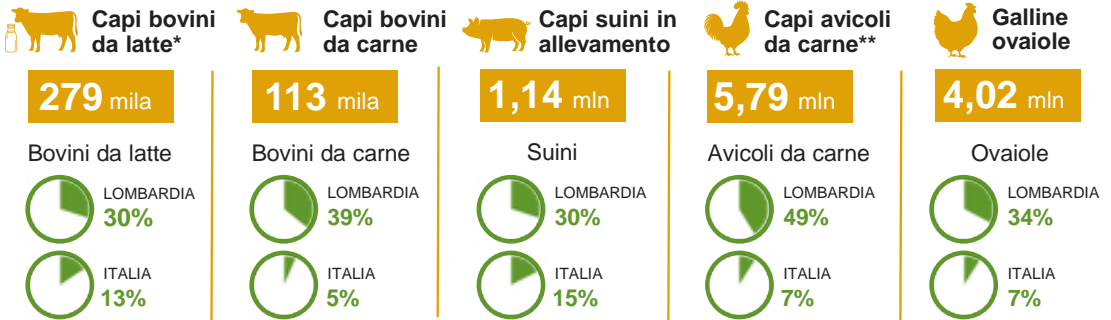 Capi bovini
da latte*
279 mila
Bovini da latte
LOMBARDIA
30%
ITALIA
13%
Capi bovini
da carne
113 mila
Bovini da carne
LOMBARDIA
39%
ITALIA
5%
Capi suini in
allevamento
1,14 mln
Suini
LOMBARDIA
30%
ITALIA
15%
Capi avicoli
da carne**
5,79 mln
Avicoli da carne
LOMBARDIA
49%
ITALIA
7%
Galline
ovaiole
4,02 mln
Ovaiole
LOMBARDIA
34%
ITALIA
7%